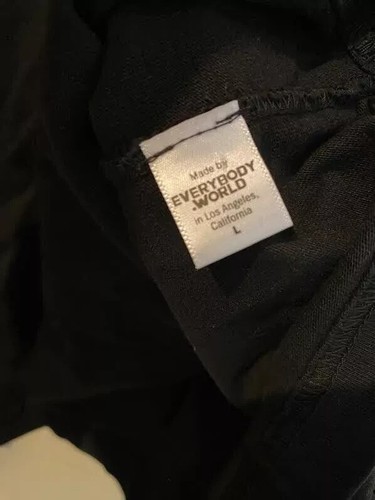 Made by
EVERYBODY
.WORLD
in Los Angeles,
California
L